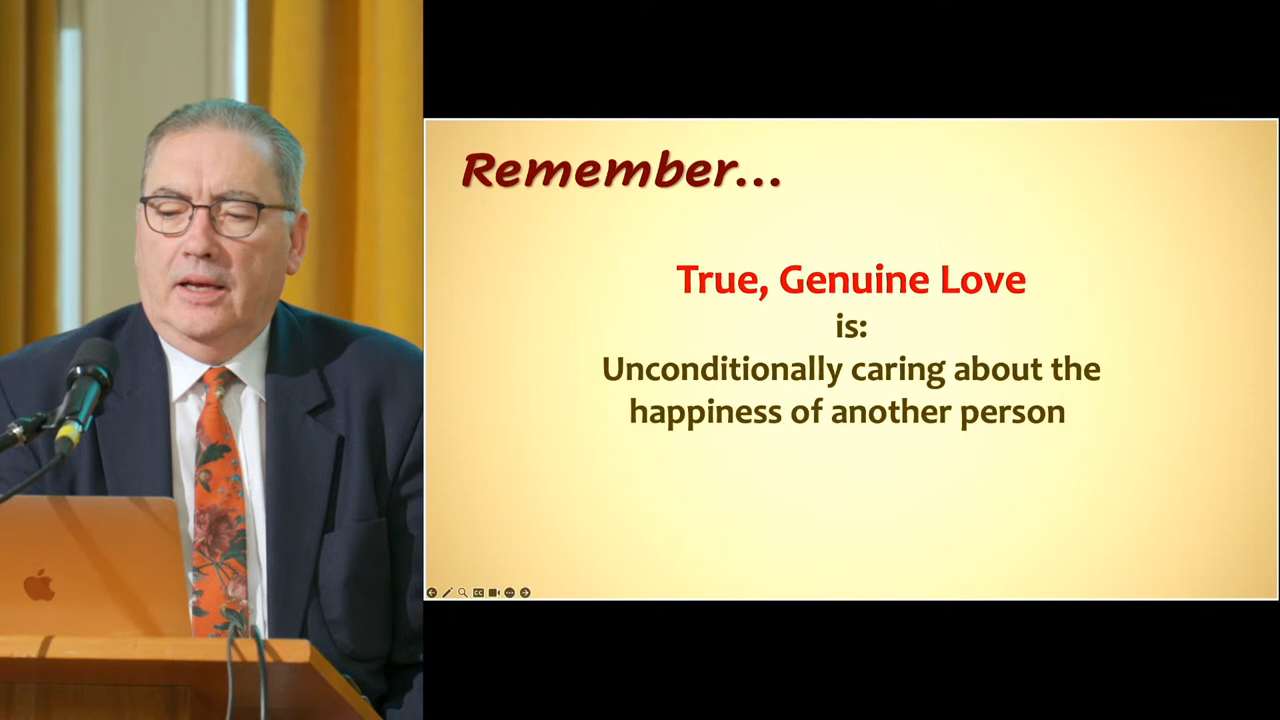 Remember...
True, Genuine Love
is:
Unconditionally caring about the
happiness of another person